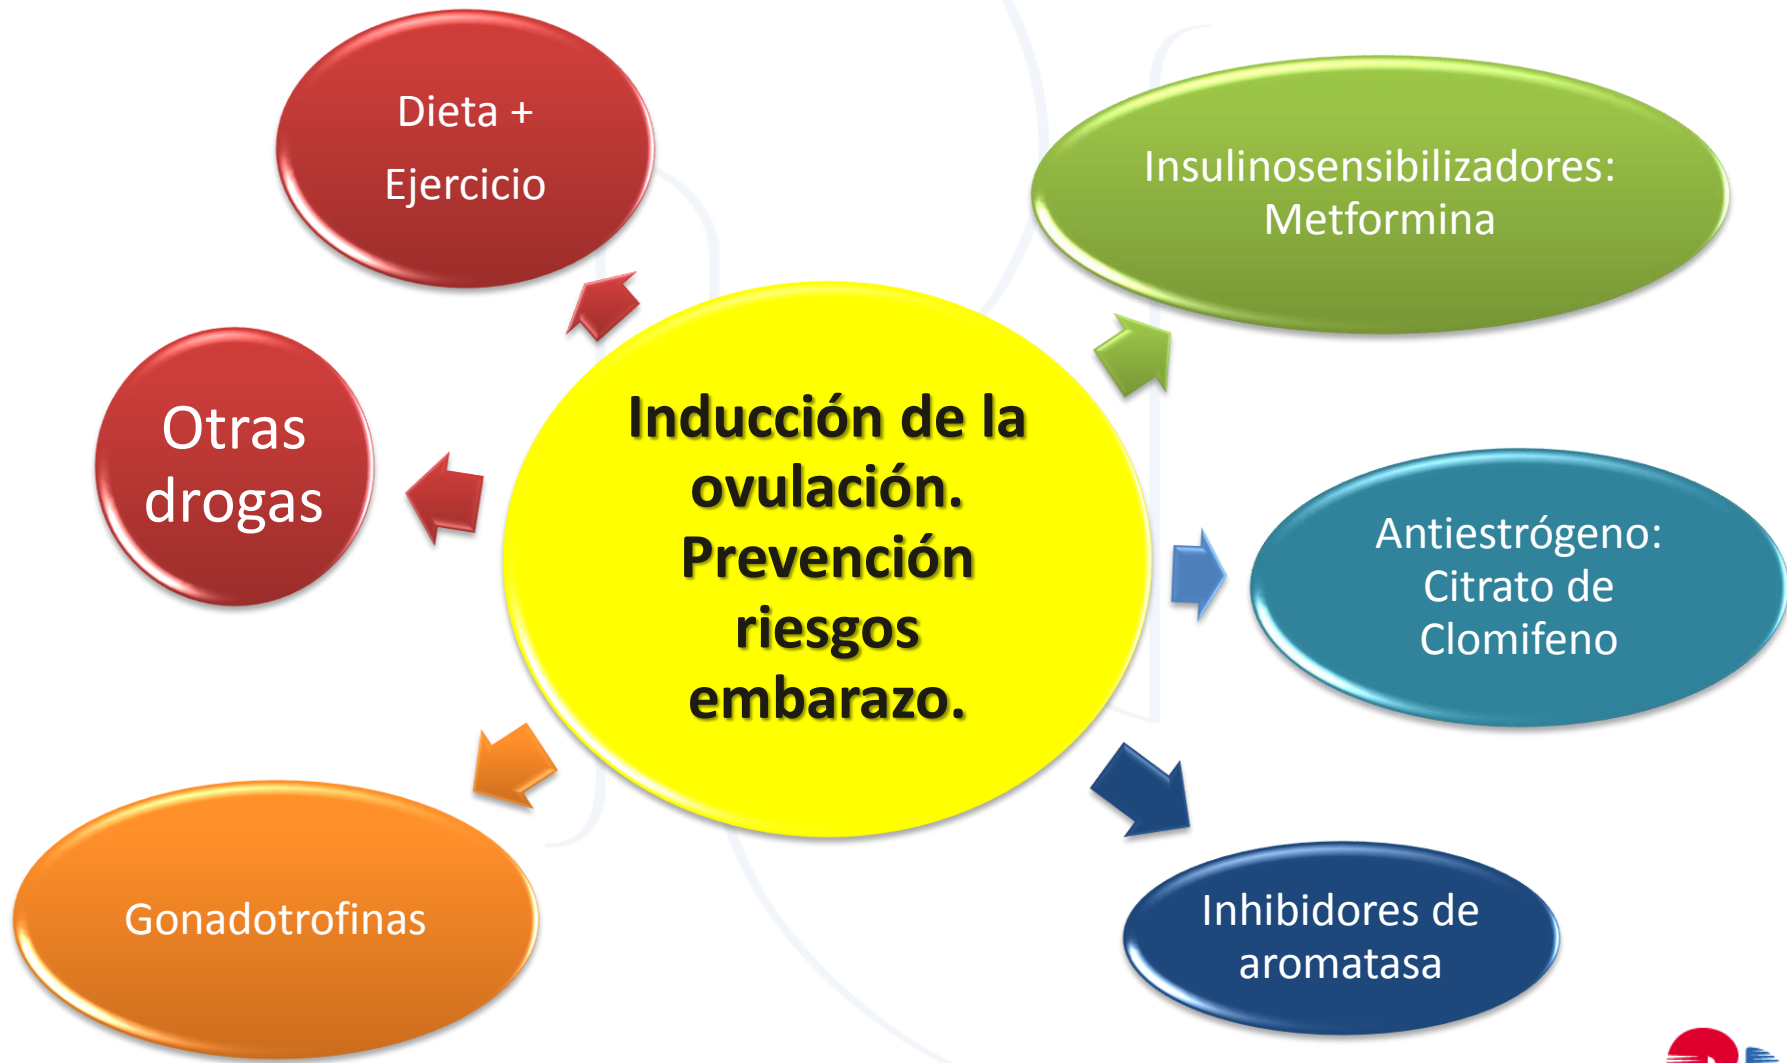 Dieta +
Ejercicio
Insulinosensibilizadores:
Metformina
Otras
drogas
Inducción de la
ovulación.
Prevención
riesgos
embarazo.
Antiestrógeno:
Citrato de
Clomifeno
Gonadotrofinas
Inhibidores de
aromatasa